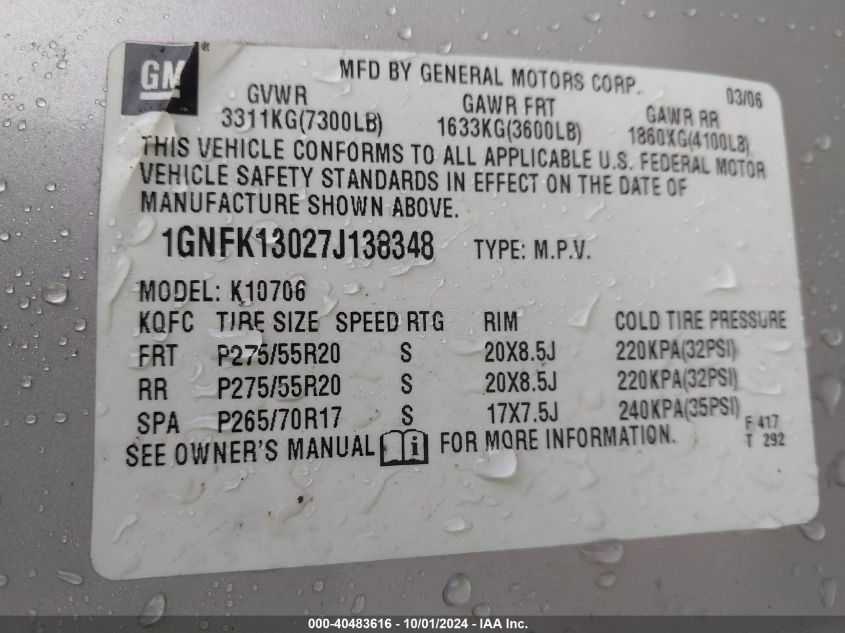 GM
MFD BY GENERAL MOTORS CORP.
03/06
GVWR GAWR FRT GAWR RR
3311KG(7300LB) 1633KG(3600LB) 1860KG(4100LB)
THIS VEHICLE CONFORMS TO ALL APPLICABLE U.S. FEDERAL MOTOR
VEHICLE SAFETY STANDARDS IN EFFECT ON THE DATE OF
MANUFACTURE SHOWN ABOVE.
1GNFK13027J138348 TYPE: M.P.V.
MODEL: K10706
KQFC TIRE SIZE SPEED RTG RIM COLD TIRE PRESSURE
FRT P275/55R20 S 20X8.5J 220KPA(32PSI)
RR P275/55R20 S 20X8.5J 220KPA(32PSI)
SPA P265/70R17 S 17X7.5J 240KPA(35PSI)
F 417
T 292
SEE OWNER'S MANUAL i FOR MORE INFORMATION.
000-40483616 - 10/01/2024 - IAA Inc.